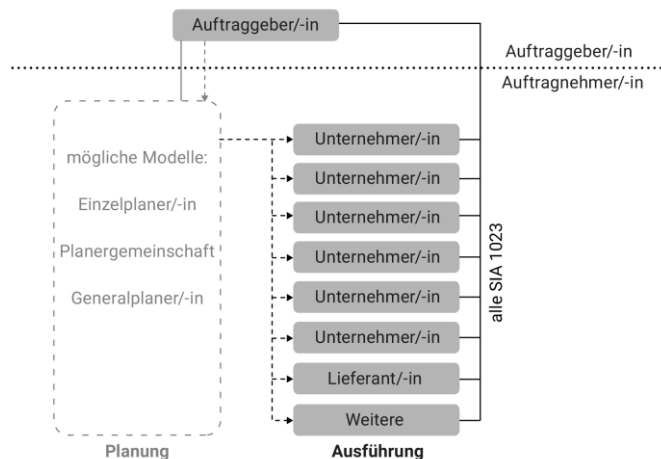 Auftraggeber/-in
Auftraggeber/-in
Auftragnehmer/-in
mögliche Modelle:
Einzelplaner/-in
Planergemeinschaft
Generalplaner/-in
Unternehmer/-in
Unternehmer/-in
Unternehmer/-in
Unternehmer/-in
Unternehmer/-in
Unternehmer/-in
Lieferant/-in
Weitere
alle SIA 1023
Planung
Ausführung